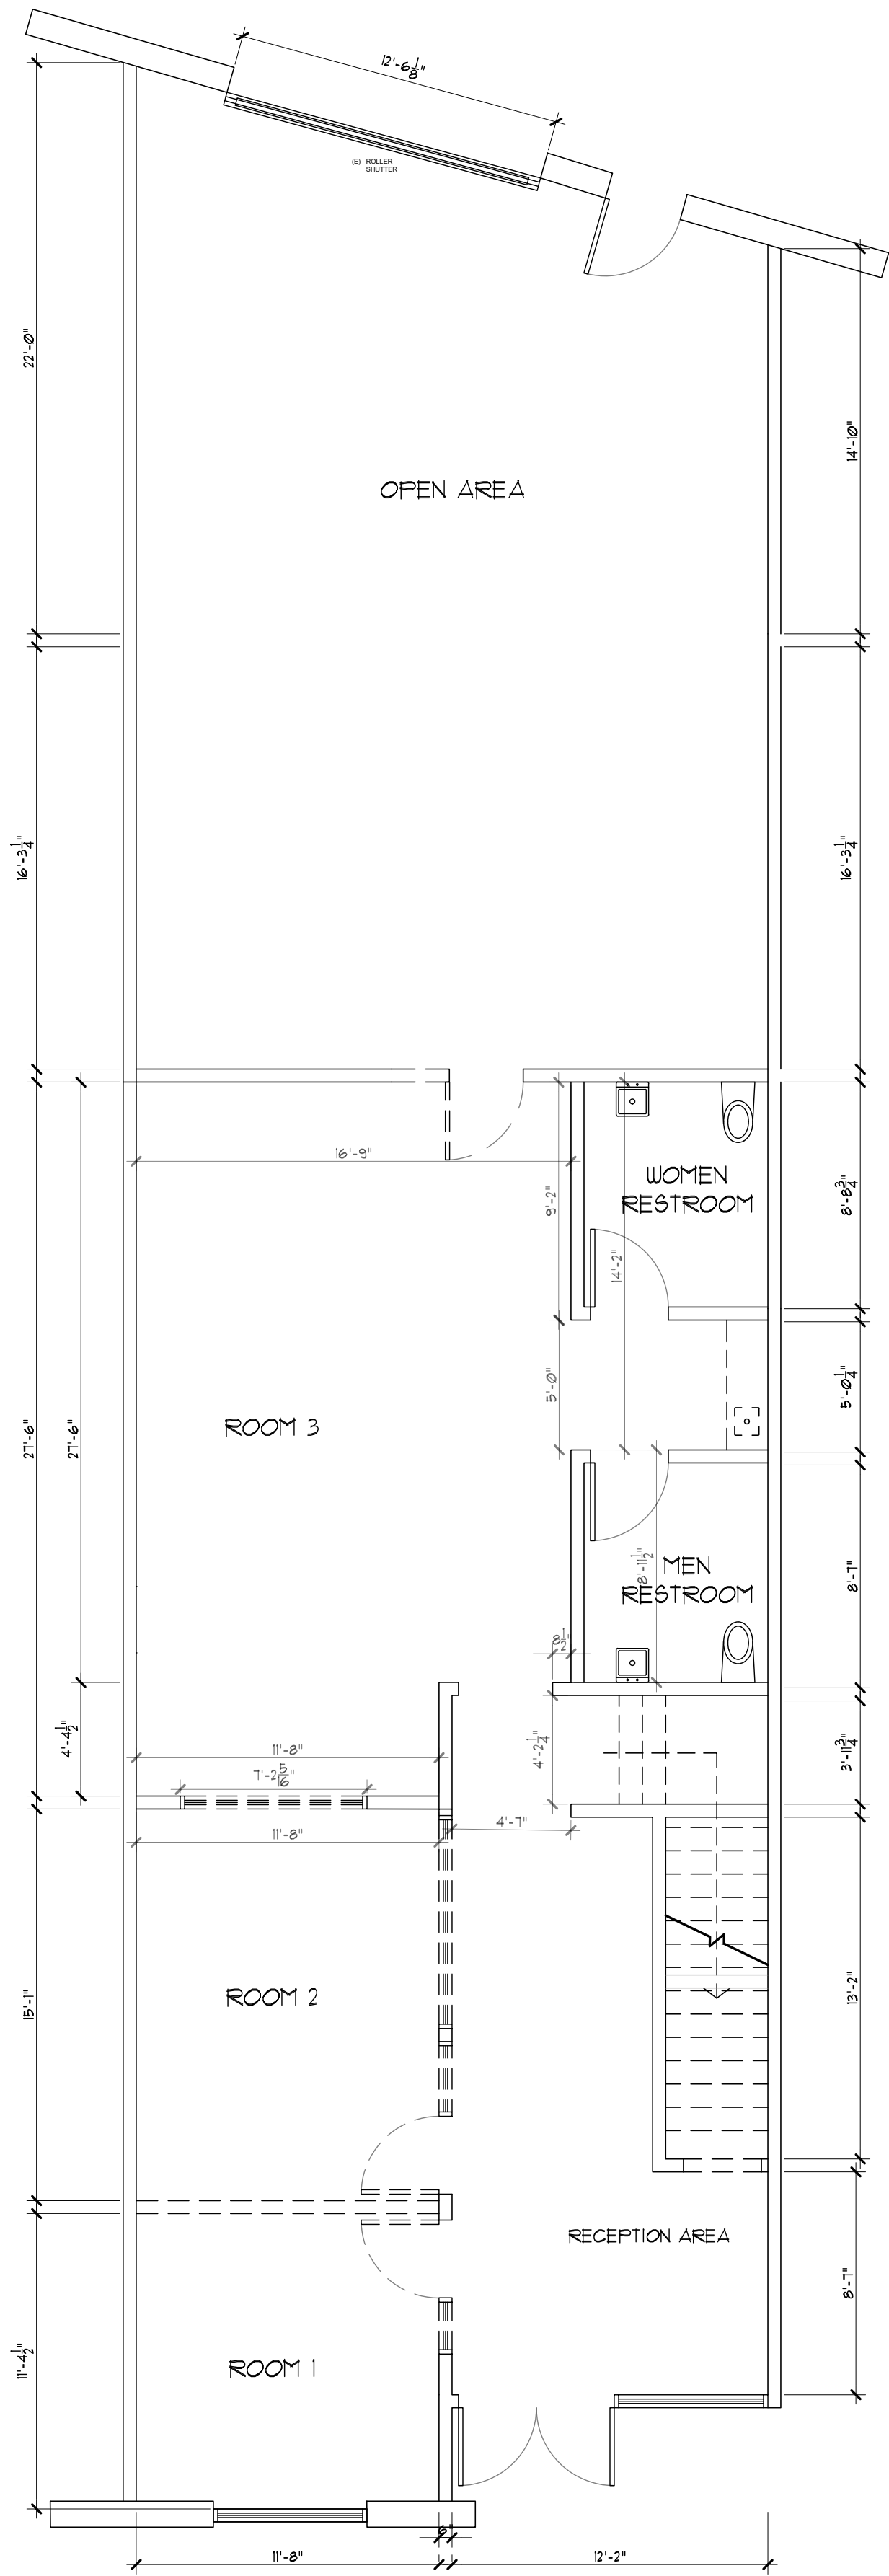 12'-6 1/8"
(E) ROLLER
SHUTTER
22'-0"
14'-10"
OPEN AREA
16'-3 1/4"
16'-3 1/4"
16'-9"
WOMEN
RESTROOM
9'-2"
8'-8 3/4"
14'-2"
5'-0"
5'-0 1/4"
ROOM 3
27'-6"
27'-6"
MEN
RESTROOM
8'-11 1/2"
8'-7"
8 1/2"
4'-4 1/2"
11'-8"
7'-2 5/16"
4'-2 1/4"
3'-11 3/4"
11'-8"
4'-7"
ROOM 2
15'-1"
13'-2"
RECEPTION AREA
8'-7"
11'-4 1/2"
ROOM 1
6"
11'-8"
12'-2"